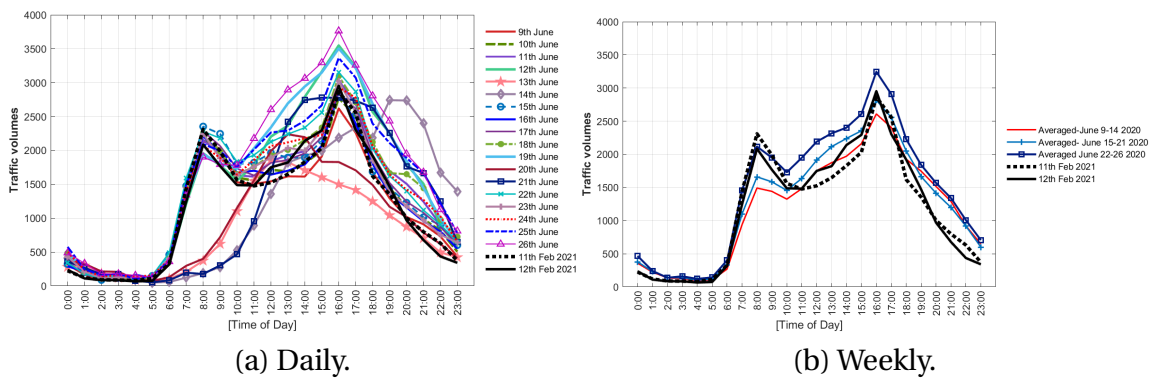 4000
3500
3000
2500
2000
1500
1000
500
0
Traffic volumes
0:00
1:00
2:00
3:00
4:00
5:00
6:00
7:00
8:00
9:00
10:00
11:00
12:00
13:00
14:00
15:00
16:00
17:00
18:00
19:00
20:00
21:00
22:00
23:00
[Time of Day]
9th June
10th June
11th June
12th June
13th June
14th June
15th June
16th June
17th June
18th June
19th June
20th June
21th June
22th June
23th June
24th June
25th June
26th June
11th Feb 2021
12th Feb 2021
(a) Daily.
4000
3500
3000
2500
2000
1500
1000
500
0
Traffic volumes
0:00
1:00
2:00
3:00
4:00
5:00
6:00
7:00
8:00
9:00
10:00
11:00
12:00
13:00
14:00
15:00
16:00
17:00
18:00
19:00
20:00
21:00
22:00
23:00
[Time of Day]
Averaged-June 9-14 2020
Averaged- June 15-21 2020
Averaged June 22-26 2020
11th Feb 2021
12th Feb 2021
(b) Weekly.